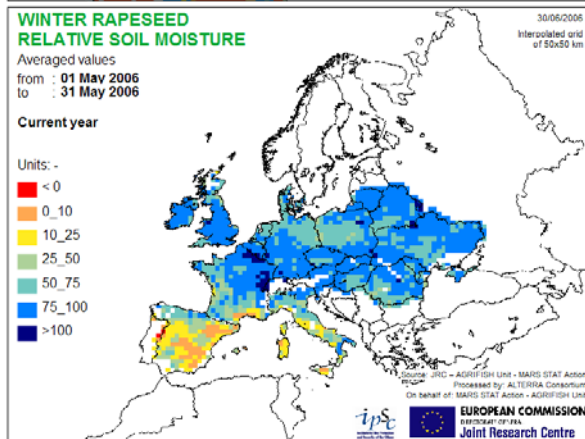 WINTER RAPESEED
RELATIVE SOIL MOISTURE
Averaged values
from : 01 May 2006
to : 31 May 2006
Current year
30/06/2006
Interpolated grid
of 50x50 km
Units: -
< 0
0_10
10_25
25_50
50_75
75_100
>100
Source: JRC – AGRIFISH Unit - MARS STAT Action
Processed by: ALTERRA Consortium
On behalf of: MARS STAT Action - AGRIFISH Unit
ipsc
EUROPEAN COMMISSION
Joint Research Centre